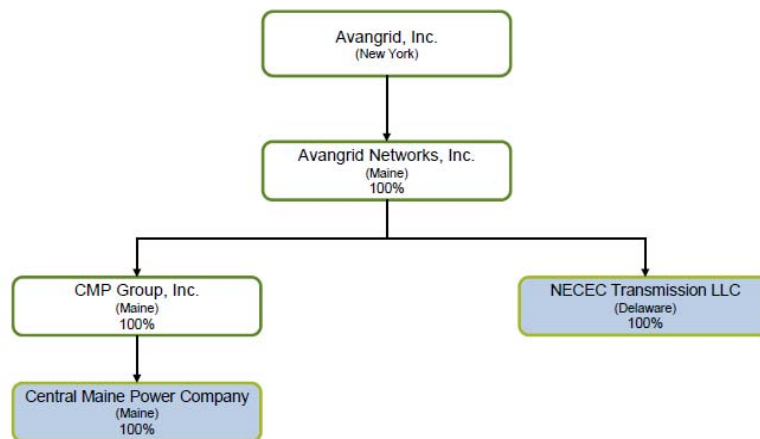 Avangrid, Inc.
(New York)
Avangrid Networks, Inc.
(Maine)
100%
CMP Group, Inc.
(Maine)
100%
NECEC Transmission LLC
(Delaware)
100%
Central Maine Power Company
(Maine)
100%